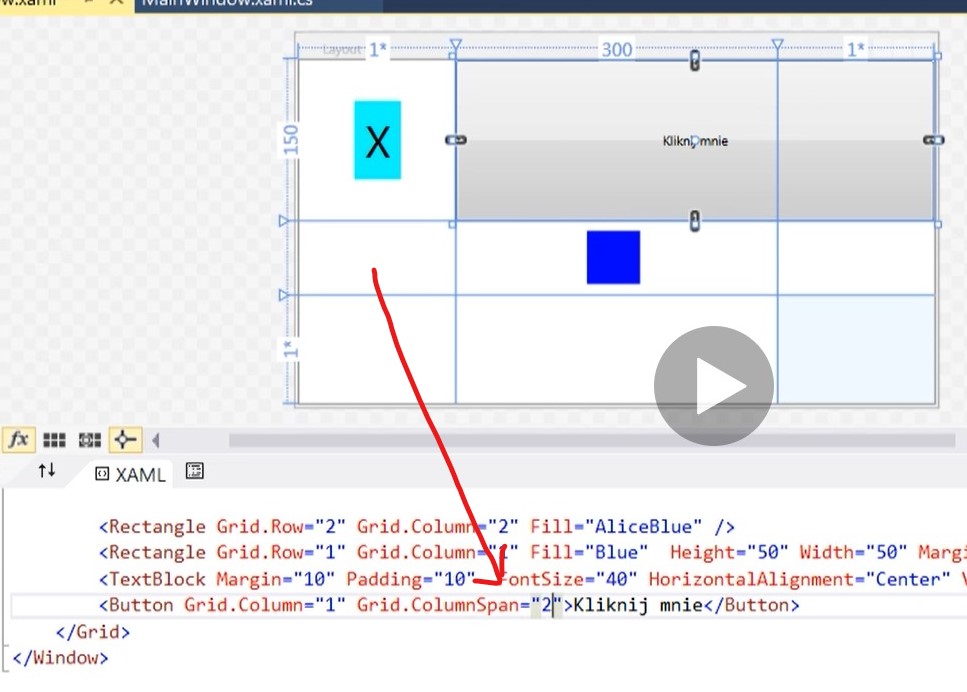 MainWindow.xaml.cs
Layout 1* 300 1*
150
X
Kliknij mnie
1*
fx
XAML
<Rectangle Grid.Row="2" Grid.Column="2" Fill="AliceBlue" />
<Rectangle Grid.Row="1" Grid.Column="1" Fill="Blue" Height="50" Width="50" Margi
<TextBlock Margin="10" Padding="10" FontSize="40" HorizontalAlignment="Center" V
<Button Grid.Column="1" Grid.ColumnSpan="2">Kliknij mnie</Button>
</Grid>
</Window>